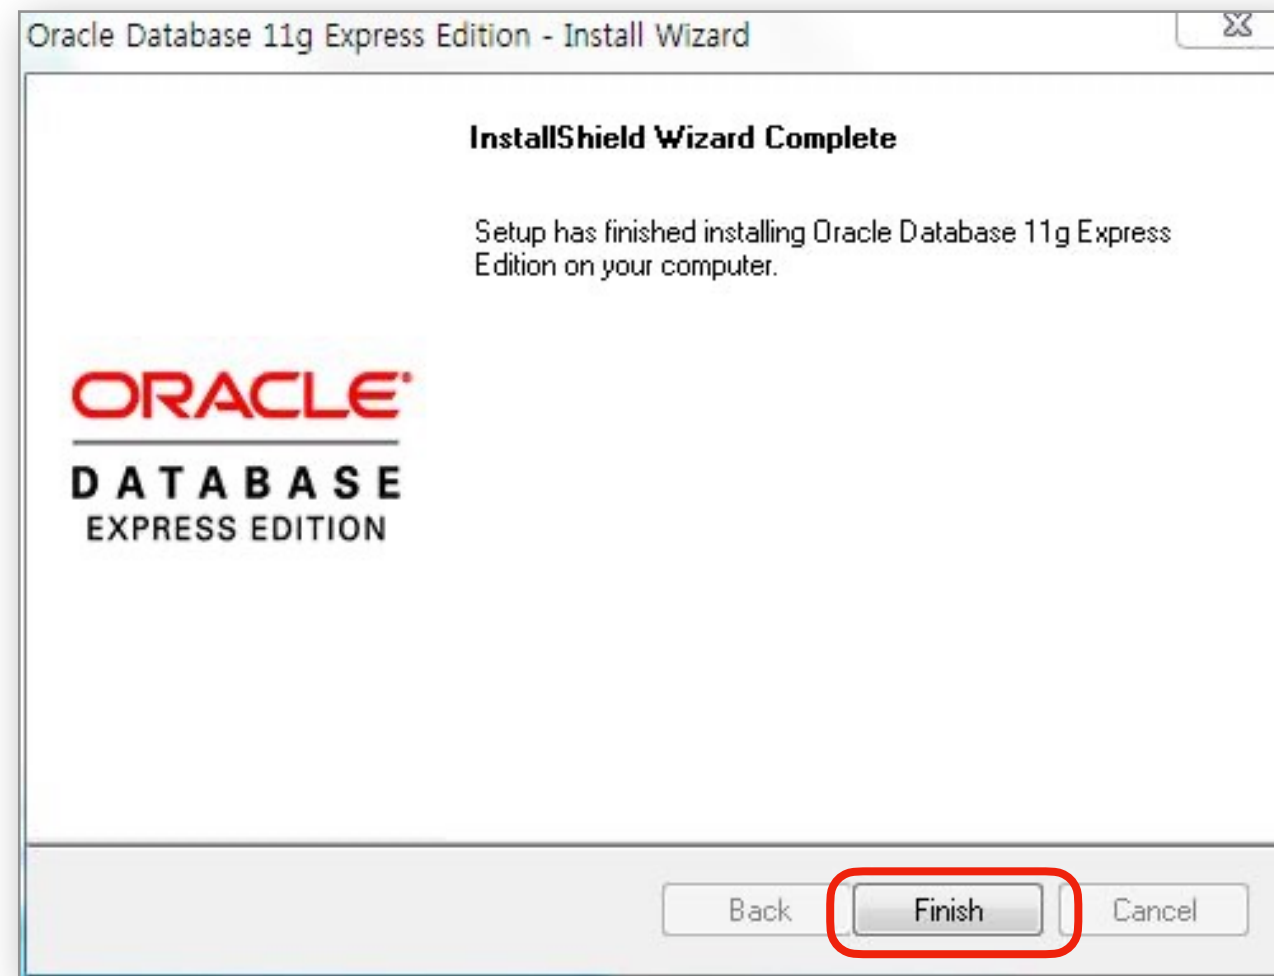 Oracle Database 11g Express Edition - Install Wizard
InstallShield Wizard Complete
Setup has finished installing Oracle Database 11g Express
Edition on your computer.
ORACLE
DATABASE
EXPRESS EDITION
Back
Finish
Cancel